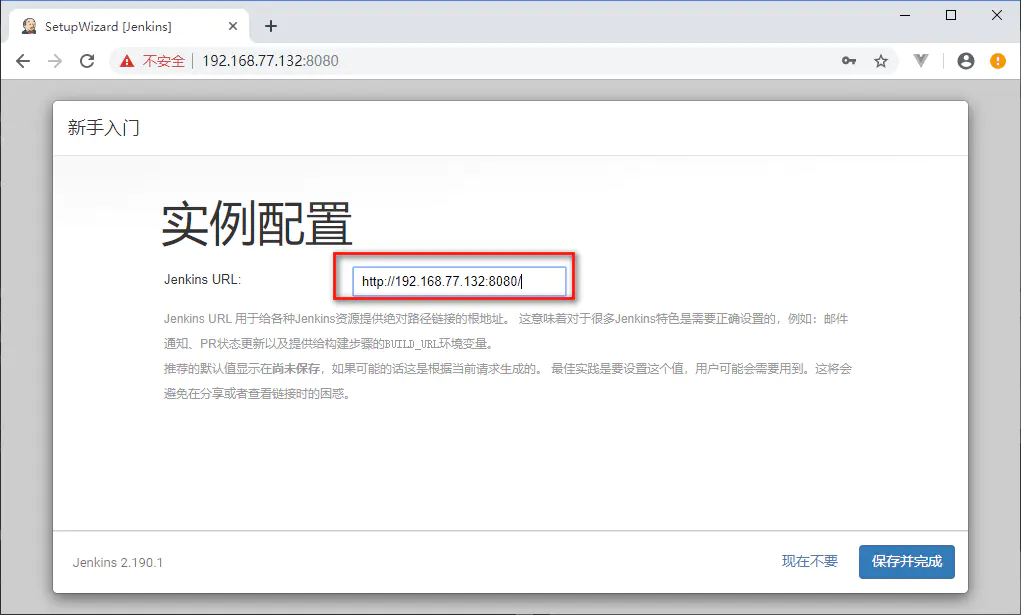 SetupWizard [Jenkins]
不安全 192.168.77.132:8080
新手入门
实例配置
Jenkins URL: http://192.168.77.132:8080/
Jenkins URL 用于给各种Jenkins资源提供绝对路径链接的根地址。 这意味着对于很多Jenkins特色是需要正确设置的，例如：邮件
通知、PR状态更新以及提供给构建步骤的BUILD_URL环境变量。
推荐的默认值显示在尚未保存，如果可能的话这是根据当前请求生成的。 最佳实践是要设置这个值，用户可能会需要用到。这将会
避免在分享或者查看链接时的困惑。
Jenkins 2.190.1 现在不要 保存并完成